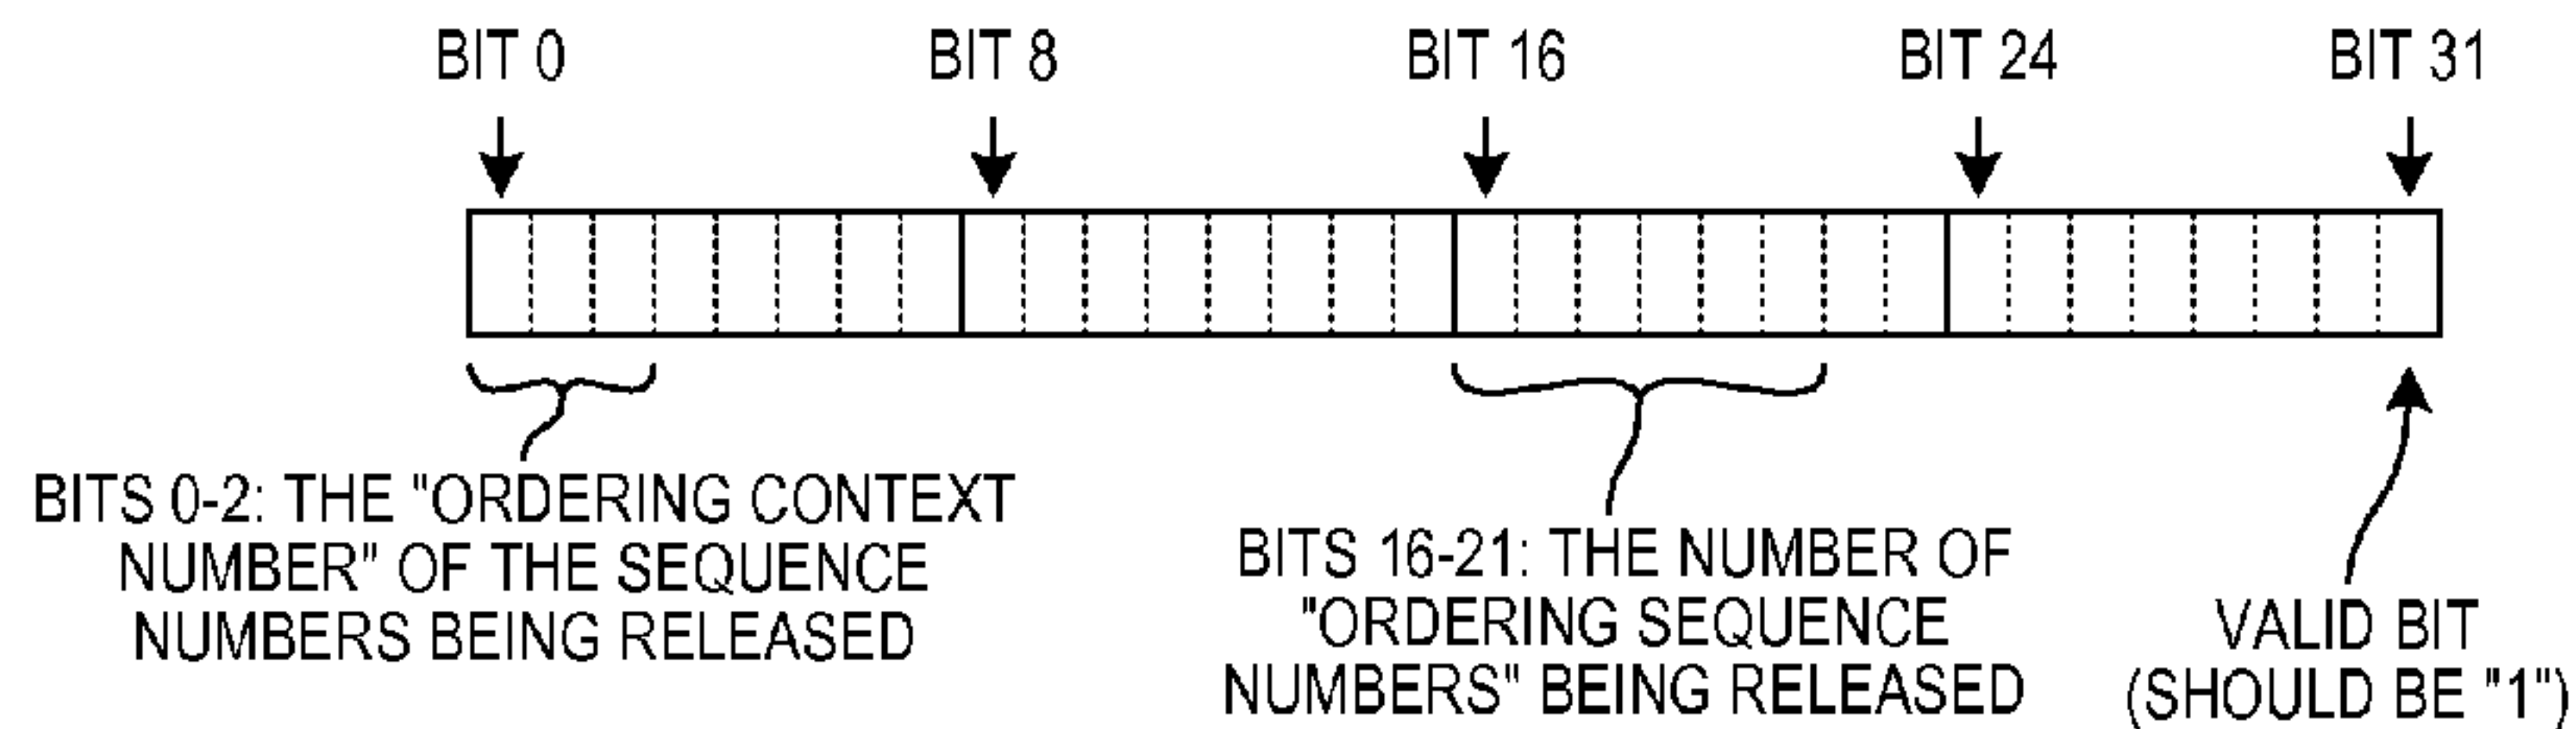 BIT 0 BIT 8 BIT 16 BIT 24 BIT 31
BITS 0-2: THE "ORDERING CONTEXT
NUMBER" OF THE SEQUENCE
NUMBERS BEING RELEASED
BITS 16-21: THE NUMBER OF
"ORDERING SEQUENCE
NUMBERS" BEING RELEASED
VALID BIT
(SHOULD BE "1")